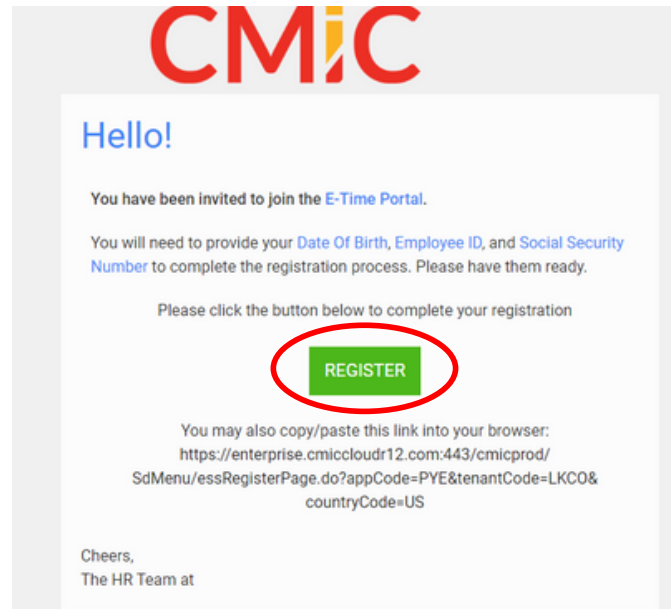 CMiC
Hello!
You have been invited to join the E-Time Portal.
You will need to provide your Date Of Birth, Employee ID, and Social Security
Number to complete the registration process. Please have them ready.
Please click the button below to complete your registration
REGISTER
You may also copy/paste this link into your browser:
https://enterprise.cmiccloudr12.com:443/cmicprod/
SdMenu/essRegisterPage.do?appCode=PYE&tenantCode=LKCO&
countryCode=US
Cheers,
The HR Team at